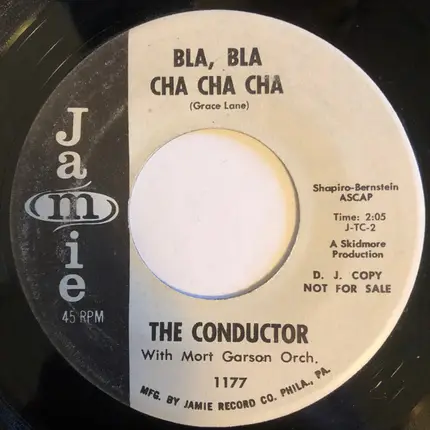 BLA, BLA
CHA CHA CHA
(Grace Lane)
Jamie
45 RPM
Shapiro-Bernstein
ASCAP
Time: 2:05
J-TC-2
A Skidmore
Production
D. J. COPY
NOT FOR SALE
THE CONDUCTOR
With Mort Garson Orch.
1177
MFG. BY JAMIE RECORD CO. PHILA., PA.